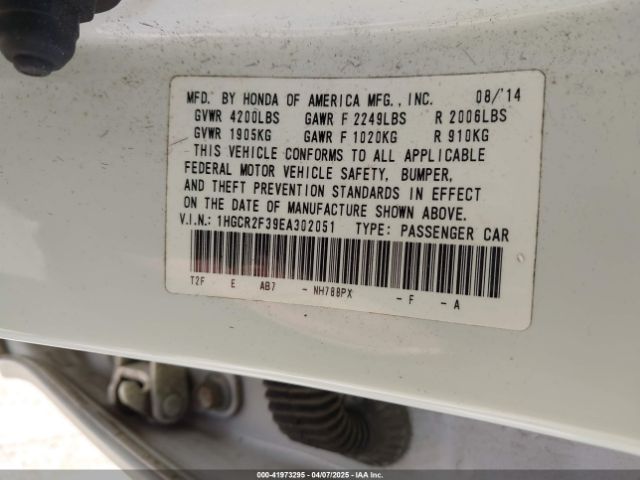 MFD. BY HONDA OF AMERICA MFG., INC. 08/'14
GVWR 4200LBS GAWR F 2249LBS R 2006LBS
GVWR 1905KG GAWR F 1020KG R 910KG
THIS VEHICLE CONFORMS TO ALL APPLICABLE
FEDERAL MOTOR VEHICLE SAFETY, BUMPER,
AND THEFT PREVENTION STANDARDS IN EFFECT
ON THE DATE OF MANUFACTURE SHOWN ABOVE.
V.I.N.: 1HGCR2F39EA302051 TYPE: PASSENGER CAR
T2F E AB7 - NH788PX - F - A
000-41973295 - 04/07/2025 - IAA Inc.